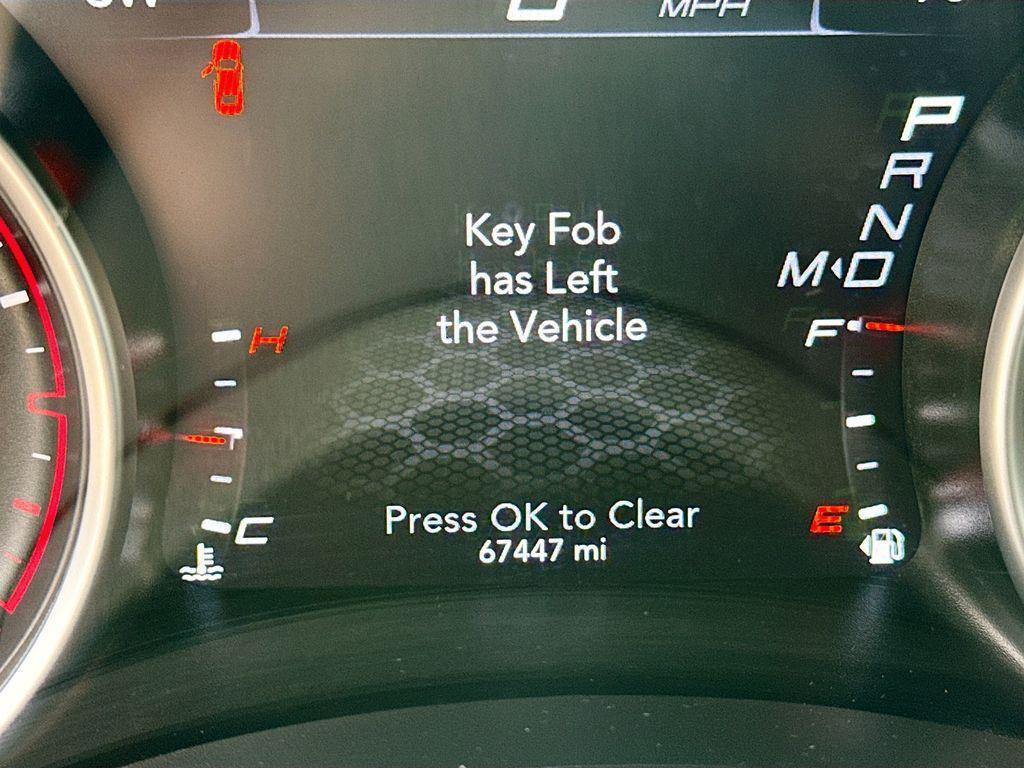 MPH
P
R
Key Fob
N
has Left
M D
the Vehicle
F
H
Press OK to Clear
E
C
67447 mi